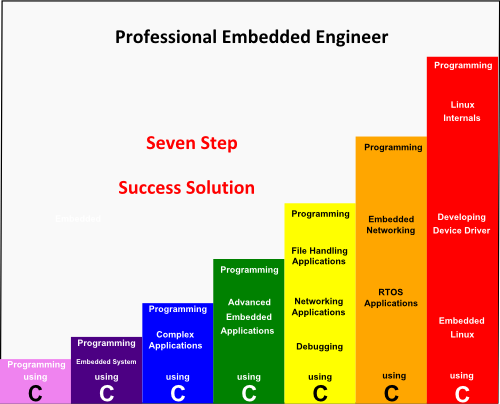 Professional Embedded Engineer
Seven Step
Success Solution
Programming
using
C
Programming
Embedded System
using
C
Programming
Complex
Applications
using
C
Programming
Advanced
Embedded
Applications
using
C
Programming
File Handling
Applications
Networking
Applications
Debugging
using
C
Programming
Embedded
Networking
RTOS
Applications
using
C
Programming
Linux
Internals
Developing
Device Driver
Embedded
Linux
using
C